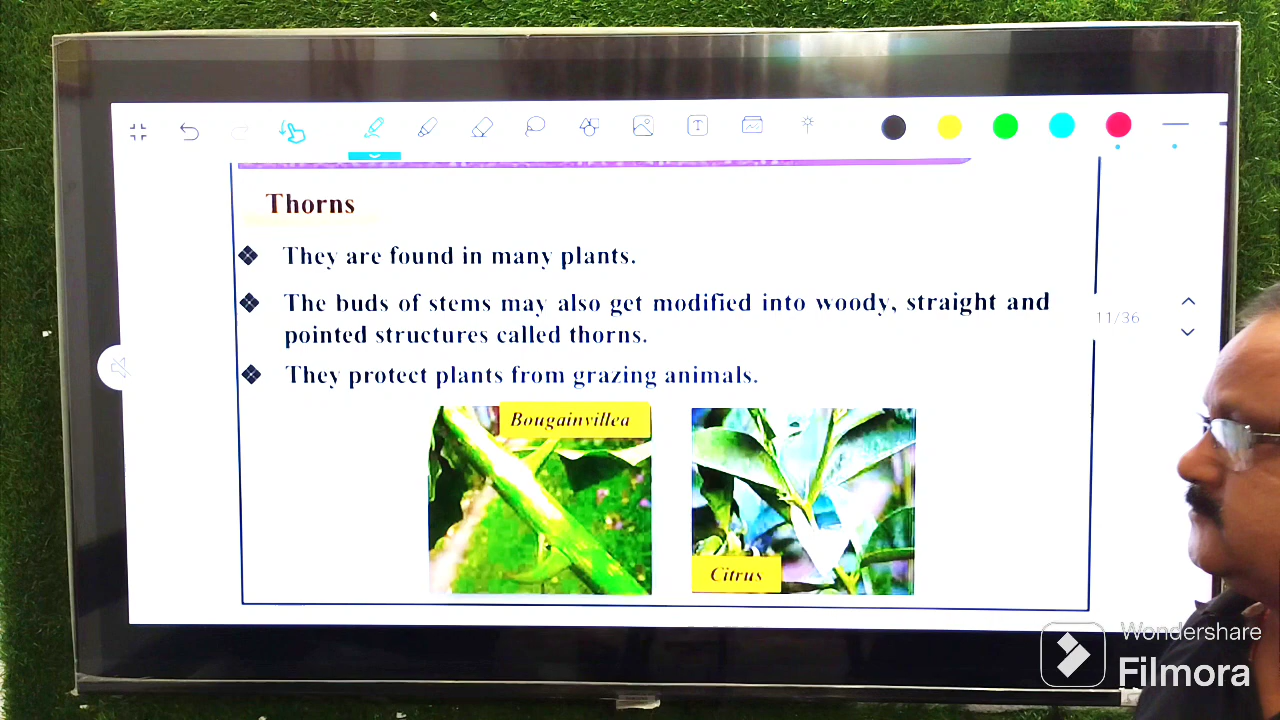 Thorns
They are found in many plants.
The buds of stems may also get modified into woody, straight and
pointed structures called thorns.
11/36
They protect plants from grazing animals.
Bougainvillea
Citrus
Wondershare
Filmora